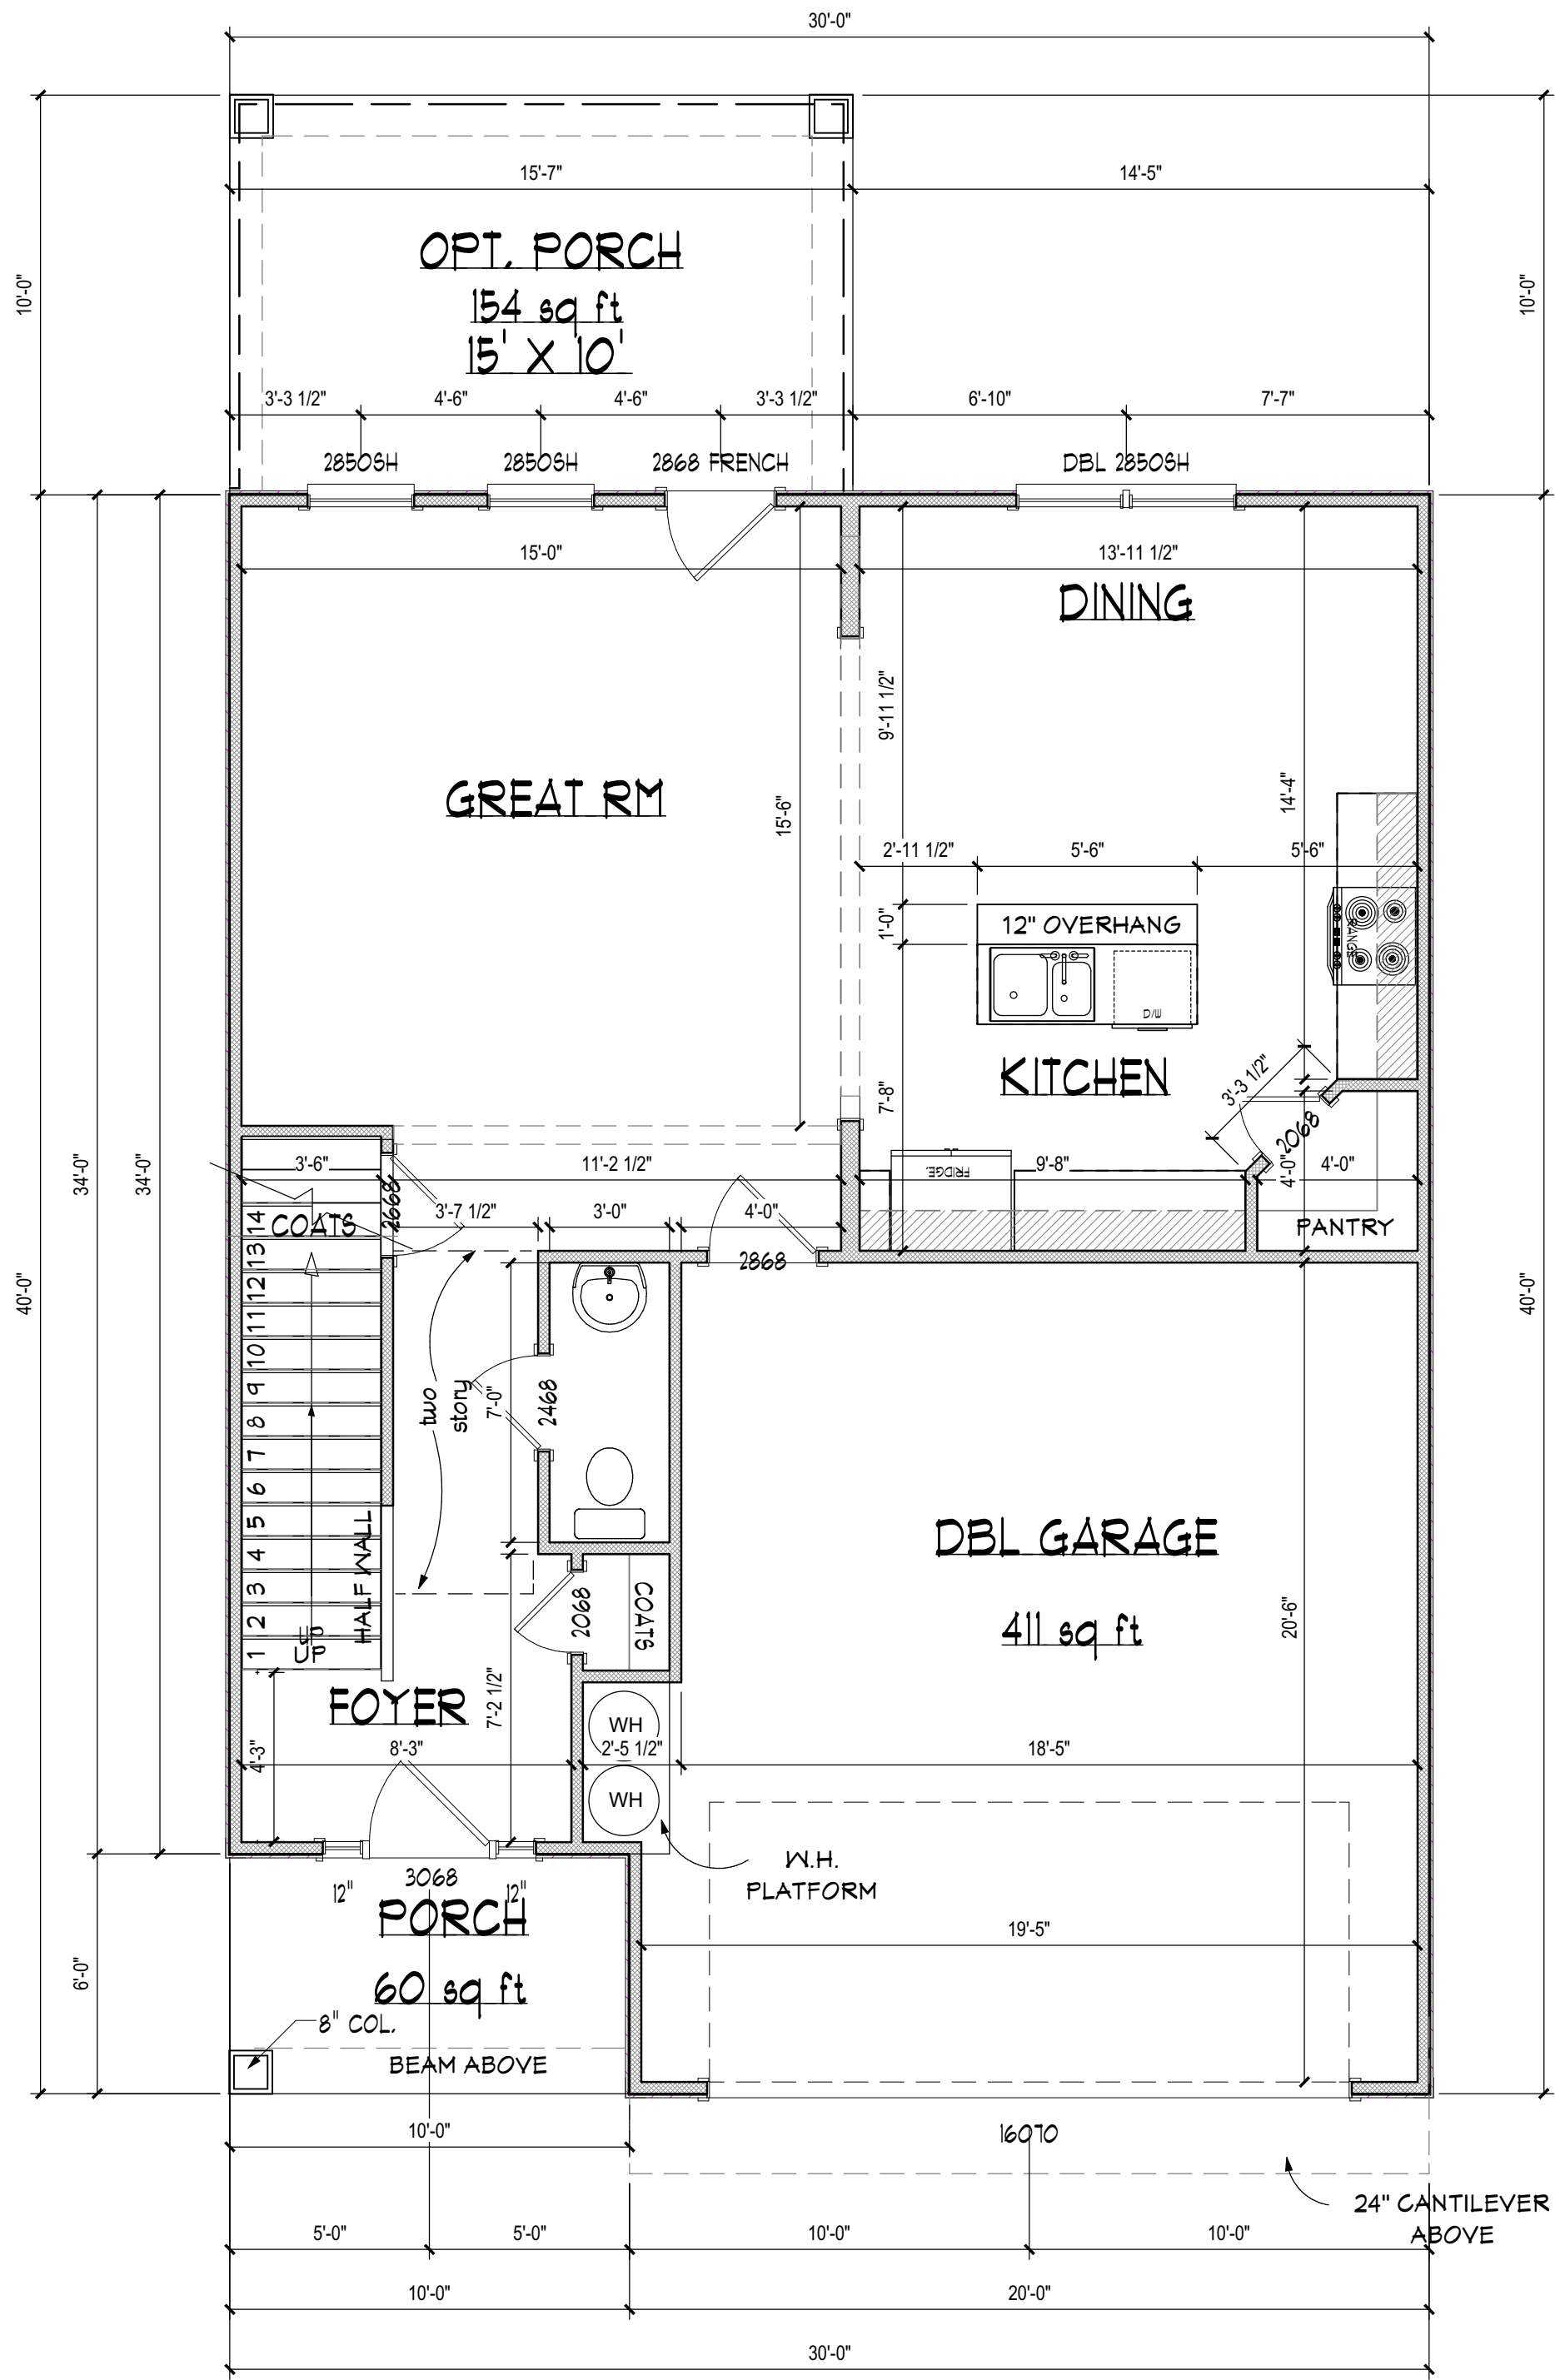 30'-0"
15'-7"
14'-5"
OPT. PORCH
154 sq ft
15' X 10'
10'-0"
10'-0"
3'-3 1/2"
4'-6"
4'-6"
3'-3 1/2"
6'-10"
7'-7"
2850SH
2850SH
2868 FRENCH
DBL 2850SH
15'-0"
13'-11 1/2"
DINING
9'-11 1/2"
GREAT RM
15'-6"
14'-4"
2'-11 1/2"
5'-6"
5'-6"
1'-0"
12" OVERHANG
RANGE
D/W
KITCHEN
7'-8"
3'-3 1/2"
2068
34'-0"
34'-0"
3'-6"
11'-2 1/2"
FRIDGE.
9'-8"
4'-0"
4'-0"
2668
COATS
3'-7 1/2"
3'-0"
4'-0"
PANTRY
2868
14
13
12
11
10
9
8
7
6
5
4
3
2
1
40'-0"
40'-0"
two
story
7'-0"
2468
HALF WALL
DBL GARAGE
411 sq ft
20'-6"
2068
COATS
UP
UP
FOYER
7'-2 1/2"
WH
4'-3"
8'-3"
2'-5 1/2"
18'-5"
WH
W.H.
PLATFORM
3068
12"
12"
PORCH
60 sq ft
19'-5"
6'-0"
8" COL.
BEAM ABOVE
10'-0"
16070
24" CANTILEVER
ABOVE
5'-0"
5'-0"
10'-0"
10'-0"
10'-0"
20'-0"
30'-0"